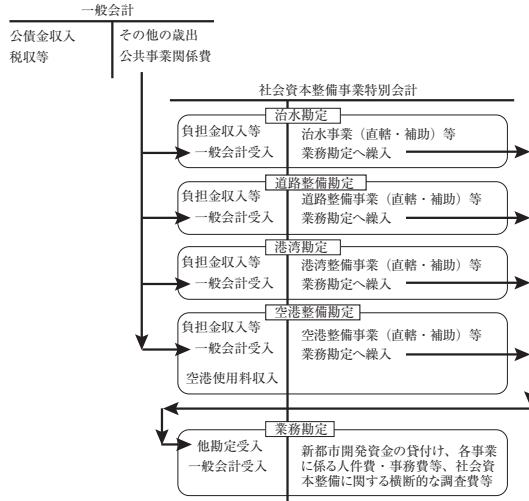 一般会計
公債金収入
税収等
その他の歳出
公共事業関係費
社会資本整備事業特別会計
治水勘定
負担金収入等
一般会計受入
治水事業（直轄・補助）等
業務勘定へ繰入
道路整備勘定
負担金収入等
一般会計受入
道路整備事業（直轄・補助）等
業務勘定へ繰入
港湾勘定
負担金収入等
一般会計受入
港湾整備事業（直轄・補助）等
業務勘定へ繰入
空港整備勘定
負担金収入等
一般会計受入
空港使用料収入
空港整備事業（直轄・補助）等
業務勘定へ繰入
業務勘定
他勘定受入
一般会計受入
新都市開発資金の貸付け、各事業
に係る人件費・事務費等、社会資
本整備に関する横断的な調査費等